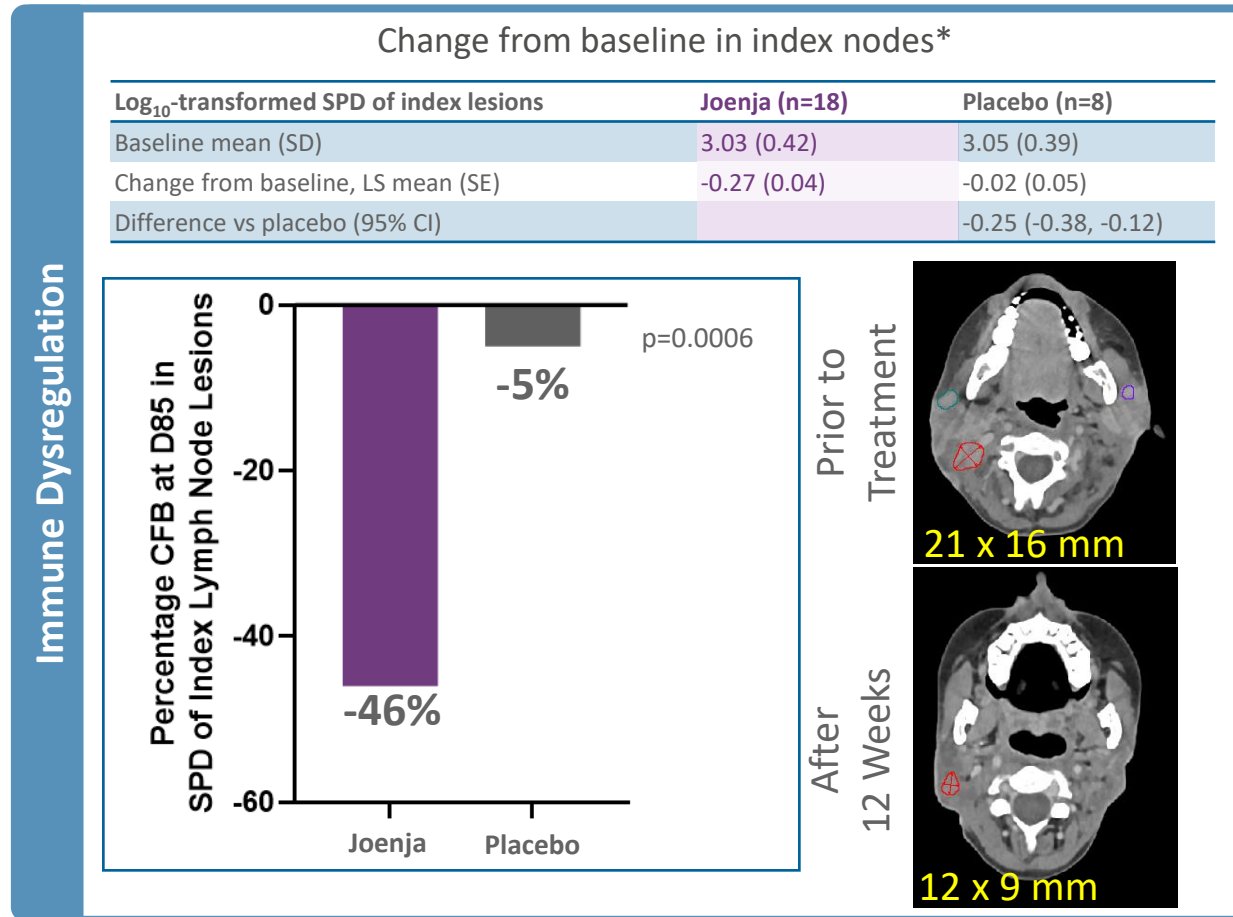 Immune Dysregulation
Change from baseline in index nodes*
Log₁₀-transformed SPD of index lesions Joenja (n=18) Placebo (n=8)
Baseline mean (SD) 3.03 (0.42) 3.05 (0.39)
Change from baseline, LS mean (SE) -0.27 (0.04) -0.02 (0.05)
Difference vs placebo (95% CI) -0.25 (-0.38, -0.12)
Percentage CFB at D85 in
SPD of Index Lymph Node Lesions
0
-20
-40
-60
-46%
-5%
p=0.0006
Joenja Placebo
Prior to
Treatment
21 x 16 mm
After
12 Weeks
12 x 9 mm